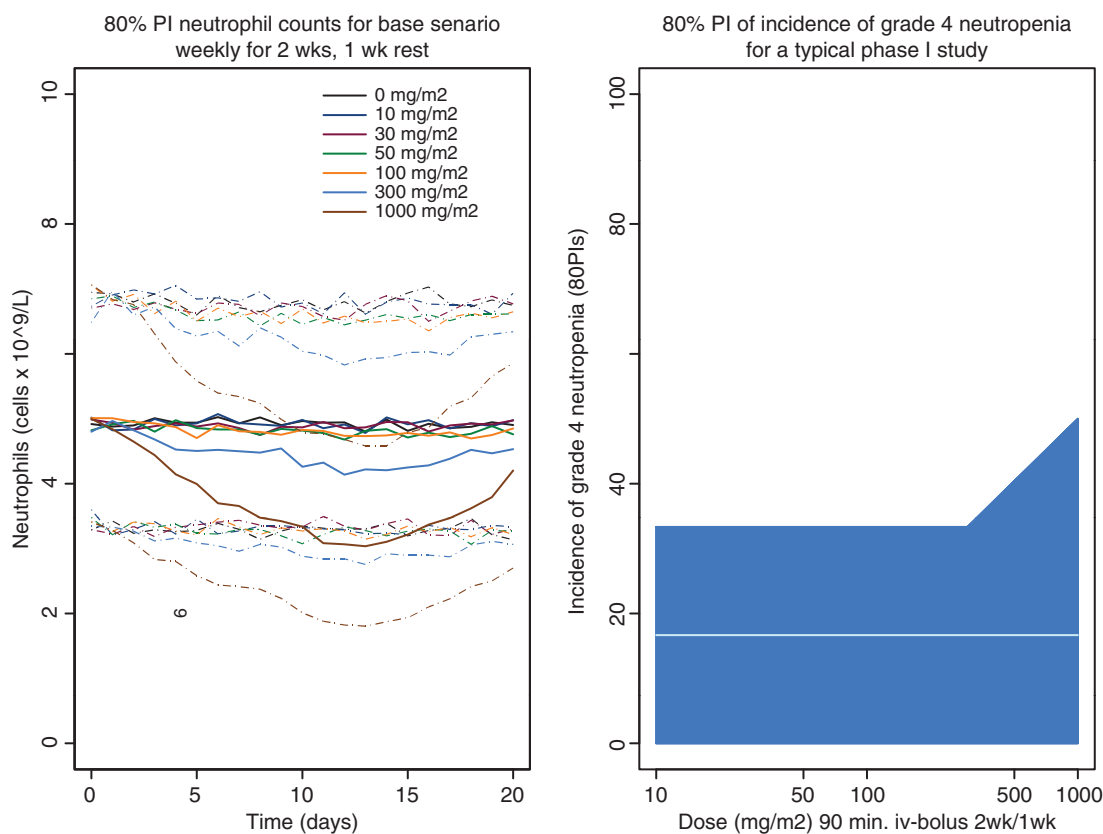 80% PI neutrophil counts for base senario
weekly for 2 wks, 1 wk rest
10
8
6
4
2
0
Neutrophils (cells x 10^9/L)
0 mg/m2
10 mg/m2
30 mg/m2
50 mg/m2
100 mg/m2
300 mg/m2
1000 mg/m2
0 5 10 15 20
Time (days)
80% PI of incidence of grade 4 neutropenia
for a typical phase I study
100
80
40
20
0
Incidence of grade 4 neutropenia (80PIs)
10 50 100 500 1000
Dose (mg/m2) 90 min. iv-bolus 2wk/1wk